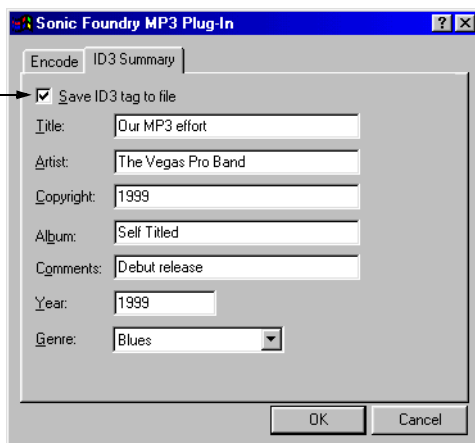 Sonic Foundry MP3 Plug-In
Encode ID3 Summary
Save ID3 tag to file
Title: Our MP3 effort
Artist: The Vegas Pro Band
Copyright: 1999
Album: Self Titled
Comments: Debut release
Year: 1999
Genre: Blues
OK Cancel